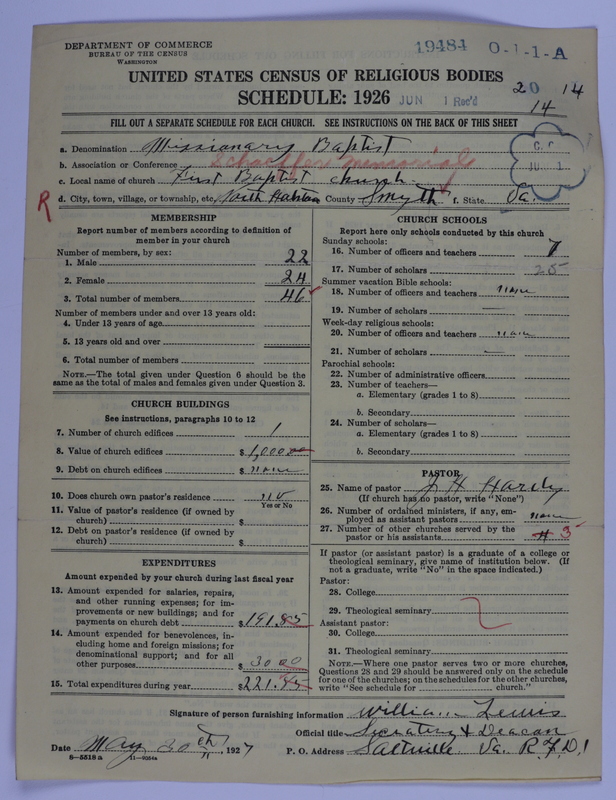 DEPARTMENT OF COMMERCE
BUREAU OF THE CENSUS
WASHINGTON
19484 O-1-1-A
UNITED STATES CENSUS OF RELIGIOUS BODIES
SCHEDULE: 1926
JUN 1 Rec'd
20 14
14
FILL OUT A SEPARATE SCHEDULE FOR EACH CHURCH. SEE INSTRUCTIONS ON THE BACK OF THIS SHEET
a. Denomination Missionary Baptist
b. Association or Conference Schaeffer Memorial
c. Local name of church First Baptist church
R d. City, town, village, or township, etc. North Holston County Smyth f. State Va.
MEMBERSHIP
Report number of members according to definition of
member in your church
Number of members, by sex:
1. Male 22
2. Female 24
3. Total number of members 46
Number of members under and over 13 years old:
4. Under 13 years of age
5. 13 years old and over
6. Total number of members
NOTE.—The total given under Question 6 should be the
same as the total of males and females given under Question 3.
CHURCH BUILDINGS
See instructions, paragraphs 10 to 12
7. Number of church edifices 1
8. Value of church edifices $ 1,000.00
9. Debt on church edifices $ none
10. Does church own pastor's residence no
Yes or No
11. Value of pastor's residence (if owned by
church) $
12. Debt on pastor's residence (if owned by
church) $
EXPENDITURES
Amount expended by your church during last fiscal year
13. Amount expended for salaries, repairs,
and other running expenses; for im-
provements or new buildings; and for
payments on church debt $ 191.85
14. Amount expended for benevolences, in-
cluding home and foreign missions; for
denominational support; and for all
other purposes $ 30.00
15. Total expenditures during year $ 221.
CHURCH SCHOOLS
Report here only schools conducted by this church
Sunday schools:
16. Number of officers and teachers 7
17. Number of scholars 25
Summer vacation Bible schools:
18. Number of officers and teachers none
19. Number of scholars —
Week-day religious schools:
20. Number of officers and teachers none
21. Number of scholars —
Parochial schools:
22. Number of administrative officers
23. Number of teachers—
a. Elementary (grades 1 to 8)
b. Secondary
24. Number of scholars—
a. Elementary (grades 1 to 8)
b. Secondary
PASTOR
25. Name of pastor J H Hardy
(If church has no pastor, write "None")
26. Number of ordained ministers, if any, em-
ployed as assistant pastors none
27. Number of other churches served by the
pastor or his assistants 4 3
If pastor (or assistant pastor) is a graduate of a college or
theological seminary, give name of institution below. (If
not a graduate, write "No" in the space indicated.)
Pastor:
28. College
29. Theological seminary
Assistant pastor:
30. College
31. Theological seminary
NOTE.—Where one pastor serves two or more churches,
Questions 28 and 29 should be answered only on the schedule
for one of the churches; on the schedules for the other churches,
write "See schedule for church."
Signature of person furnishing information William Lewis
Official title Secratery & Deacon
Date May 30th, 1927 P. O. Address Saltville Va. R.F.D. 1
8—5518a 11—9054a